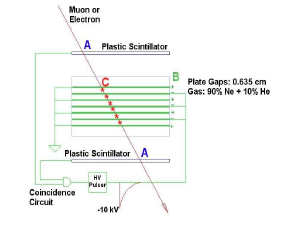 Muon or
Electron
A
Plastic Scintillator
B
C
Plate Gaps: 0.635 cm
Gas: 90% Ne + 10% He
Plastic Scintillator
A
HV
Pulser
Coincidence
Circuit
-10 kV